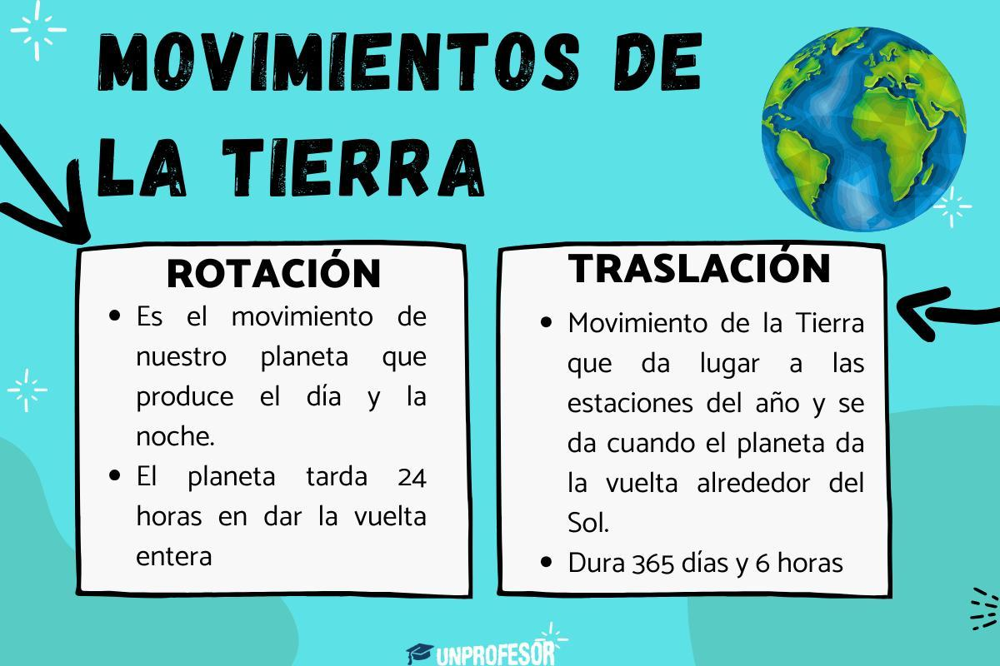 MOVIMIENTOS DE
LA TIERRA
ROTACIÓN
• Es el movimiento de
nuestro planeta que
produce el día y la
noche.
• El planeta tarda 24
horas en dar la vuelta
entera
TRASLACIÓN
• Movimiento de la Tierra
que da lugar a las
estaciones del año y se
da cuando el planeta da
la vuelta alrededor del
Sol.
• Dura 365 días y 6 horas
UNPROFESOR